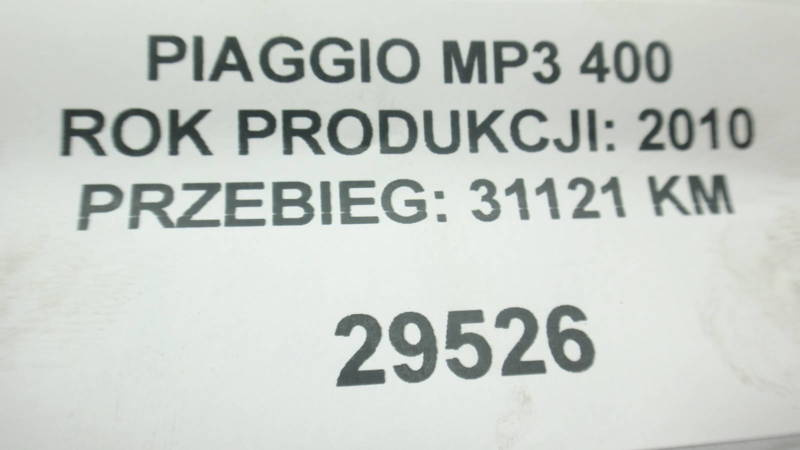 PIAGGIO MP3 400
ROK PRODUKCJI: 2010
PRZEBIEG: 31121 KM
29526